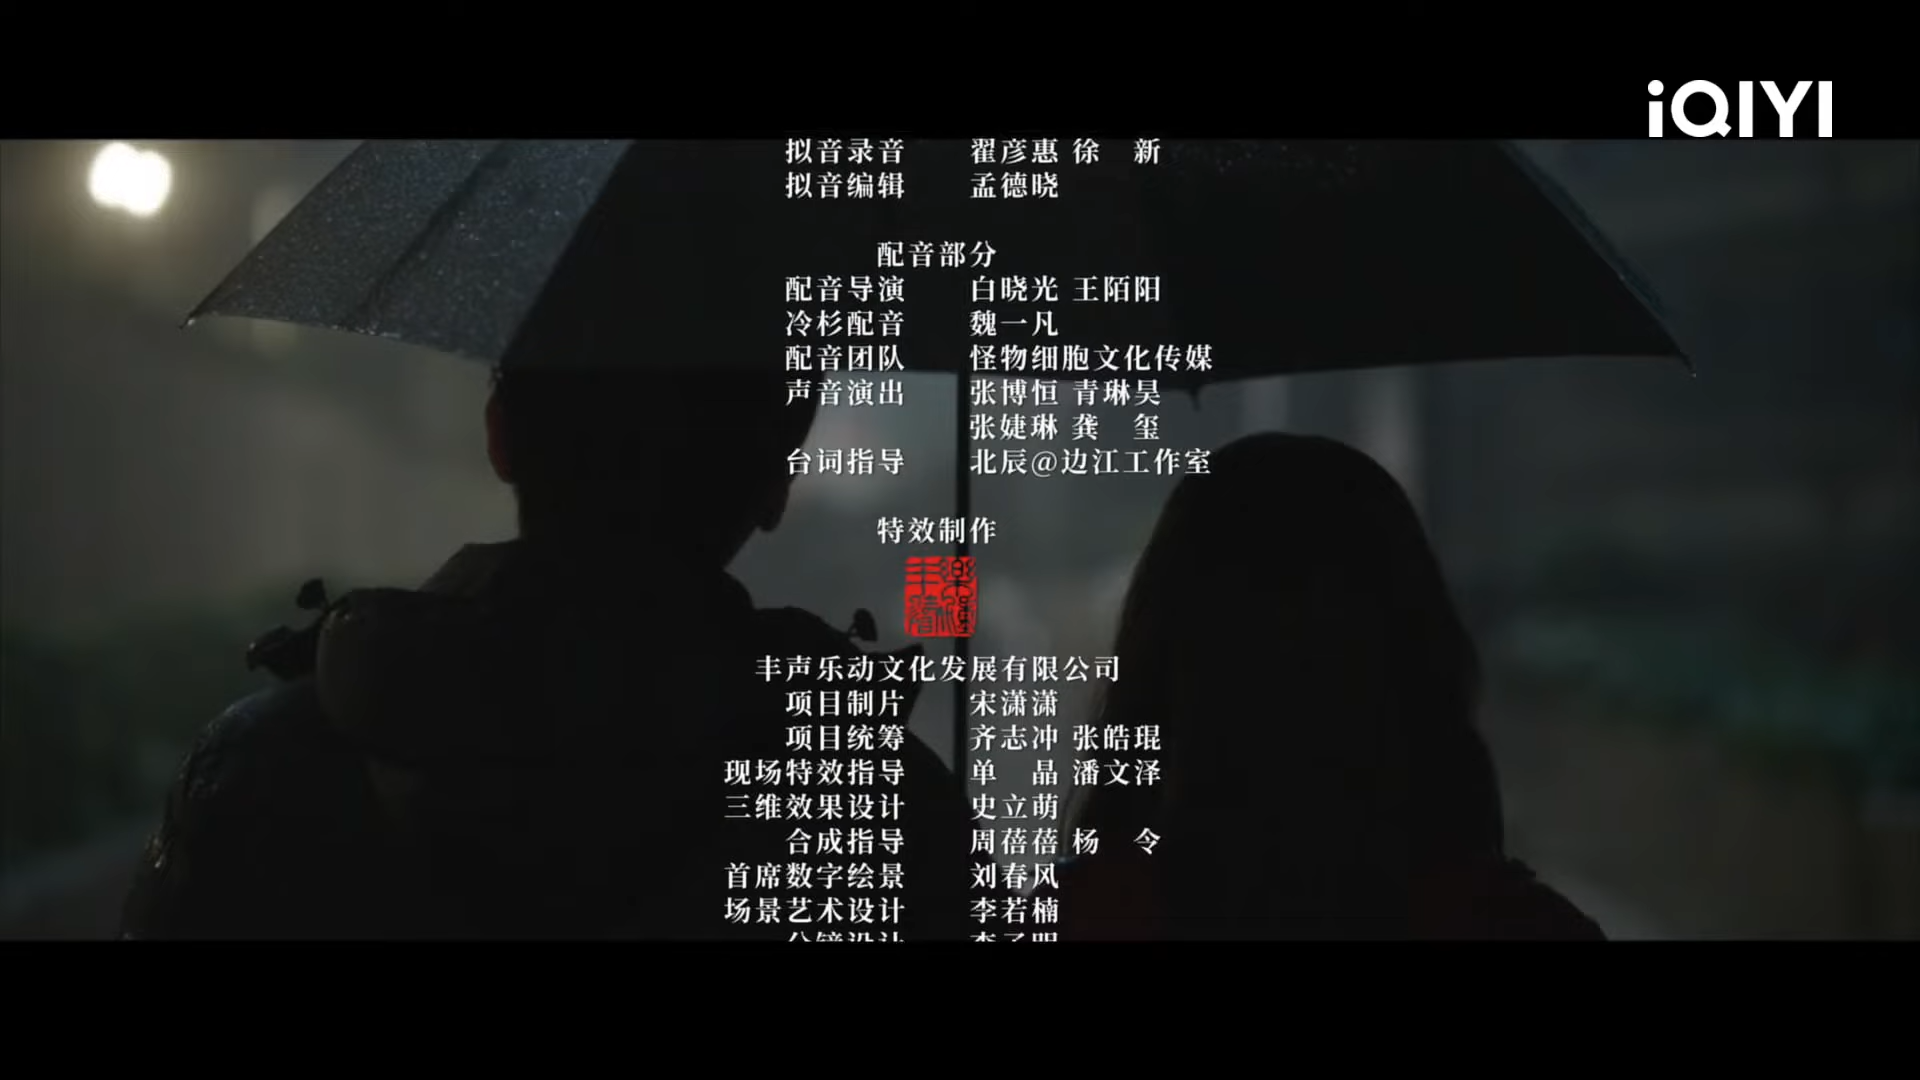 iQIYI
拟音录音 翟彦惠 徐 新
拟音编辑 孟德晓
配音部分
配音导演 白晓光 王陌阳
冷杉配音 魏一凡
配音团队 怪物细胞文化传媒
声音演出 张博恒 青琳昊
张婕琳 龚 玺
台词指导 北辰@边江工作室
特效制作
丰声乐动文化发展有限公司
项目制片 宋潇潇
项目统筹 齐志冲 张皓琨
现场特效指导 单 晶 潘文泽
三维效果设计 史立萌
合成指导 周蓓蓓 杨 令
首席数字绘景 刘春风
场景艺术设计 李若楠